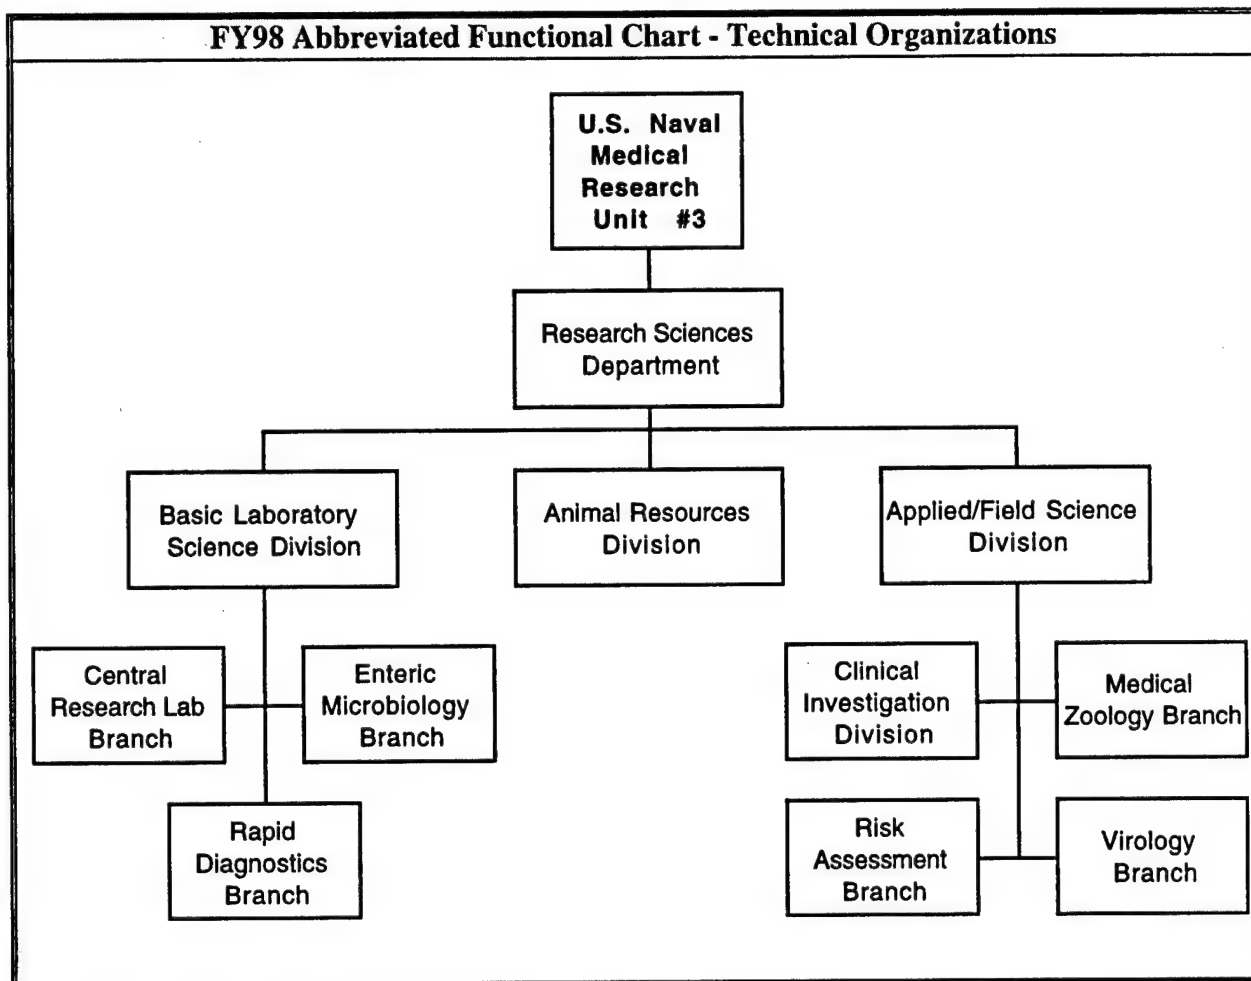 FY98 Abbreviated Functional Chart - Technical Organizations
U.S. Naval
Medical
Research
Unit #3
Research Sciences
Department
Basic Laboratory
Science Division
Animal Resources
Division
Applied/Field Science
Division
Central
Research Lab
Branch
Enteric
Microbiology
Branch
Clinical
Investigation
Division
Medical
Zoology Branch
Rapid
Diagnostics
Branch
Risk
Assessment
Branch
Virology
Branch